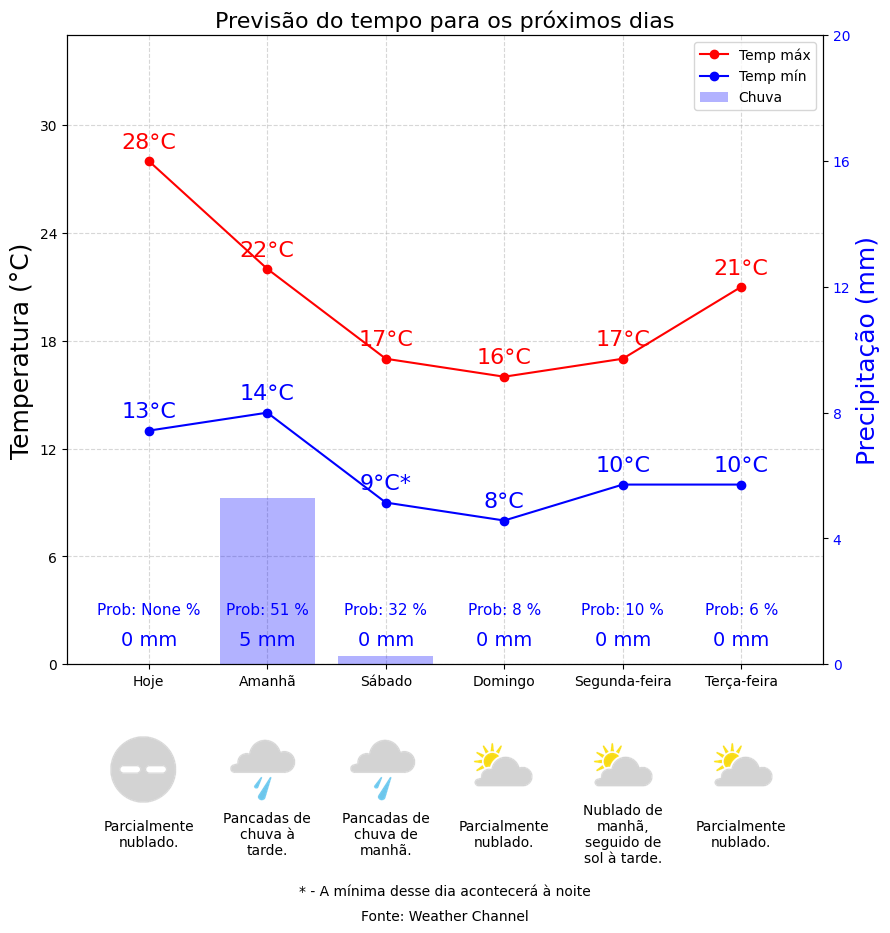 Previsão do tempo para os próximos dias
Temp máx
Temp mín
Chuva
Temperatura (°C)
Precipitação (mm)
30
24
18
12
6
0
20
16
12
8
4
0
28°C
22°C
17°C
16°C
17°C
21°C
13°C
14°C
9°C*
8°C
10°C
10°C
Prob: None %
Prob: 51 %
Prob: 32 %
Prob: 8 %
Prob: 10 %
Prob: 6 %
0 mm
5 mm
0 mm
0 mm
0 mm
0 mm
Hoje
Amanhã
Sábado
Domingo
Segunda-feira
Terça-feira
Parcialmente
nublado.
Pancadas de
chuva à
tarde.
Pancadas de
chuva de
manhã.
Parcialmente
nublado.
Nublado de
manhã,
seguido de
sol à tarde.
Parcialmente
nublado.
* - A mínima desse dia acontecerá à noite
Fonte: Weather Channel